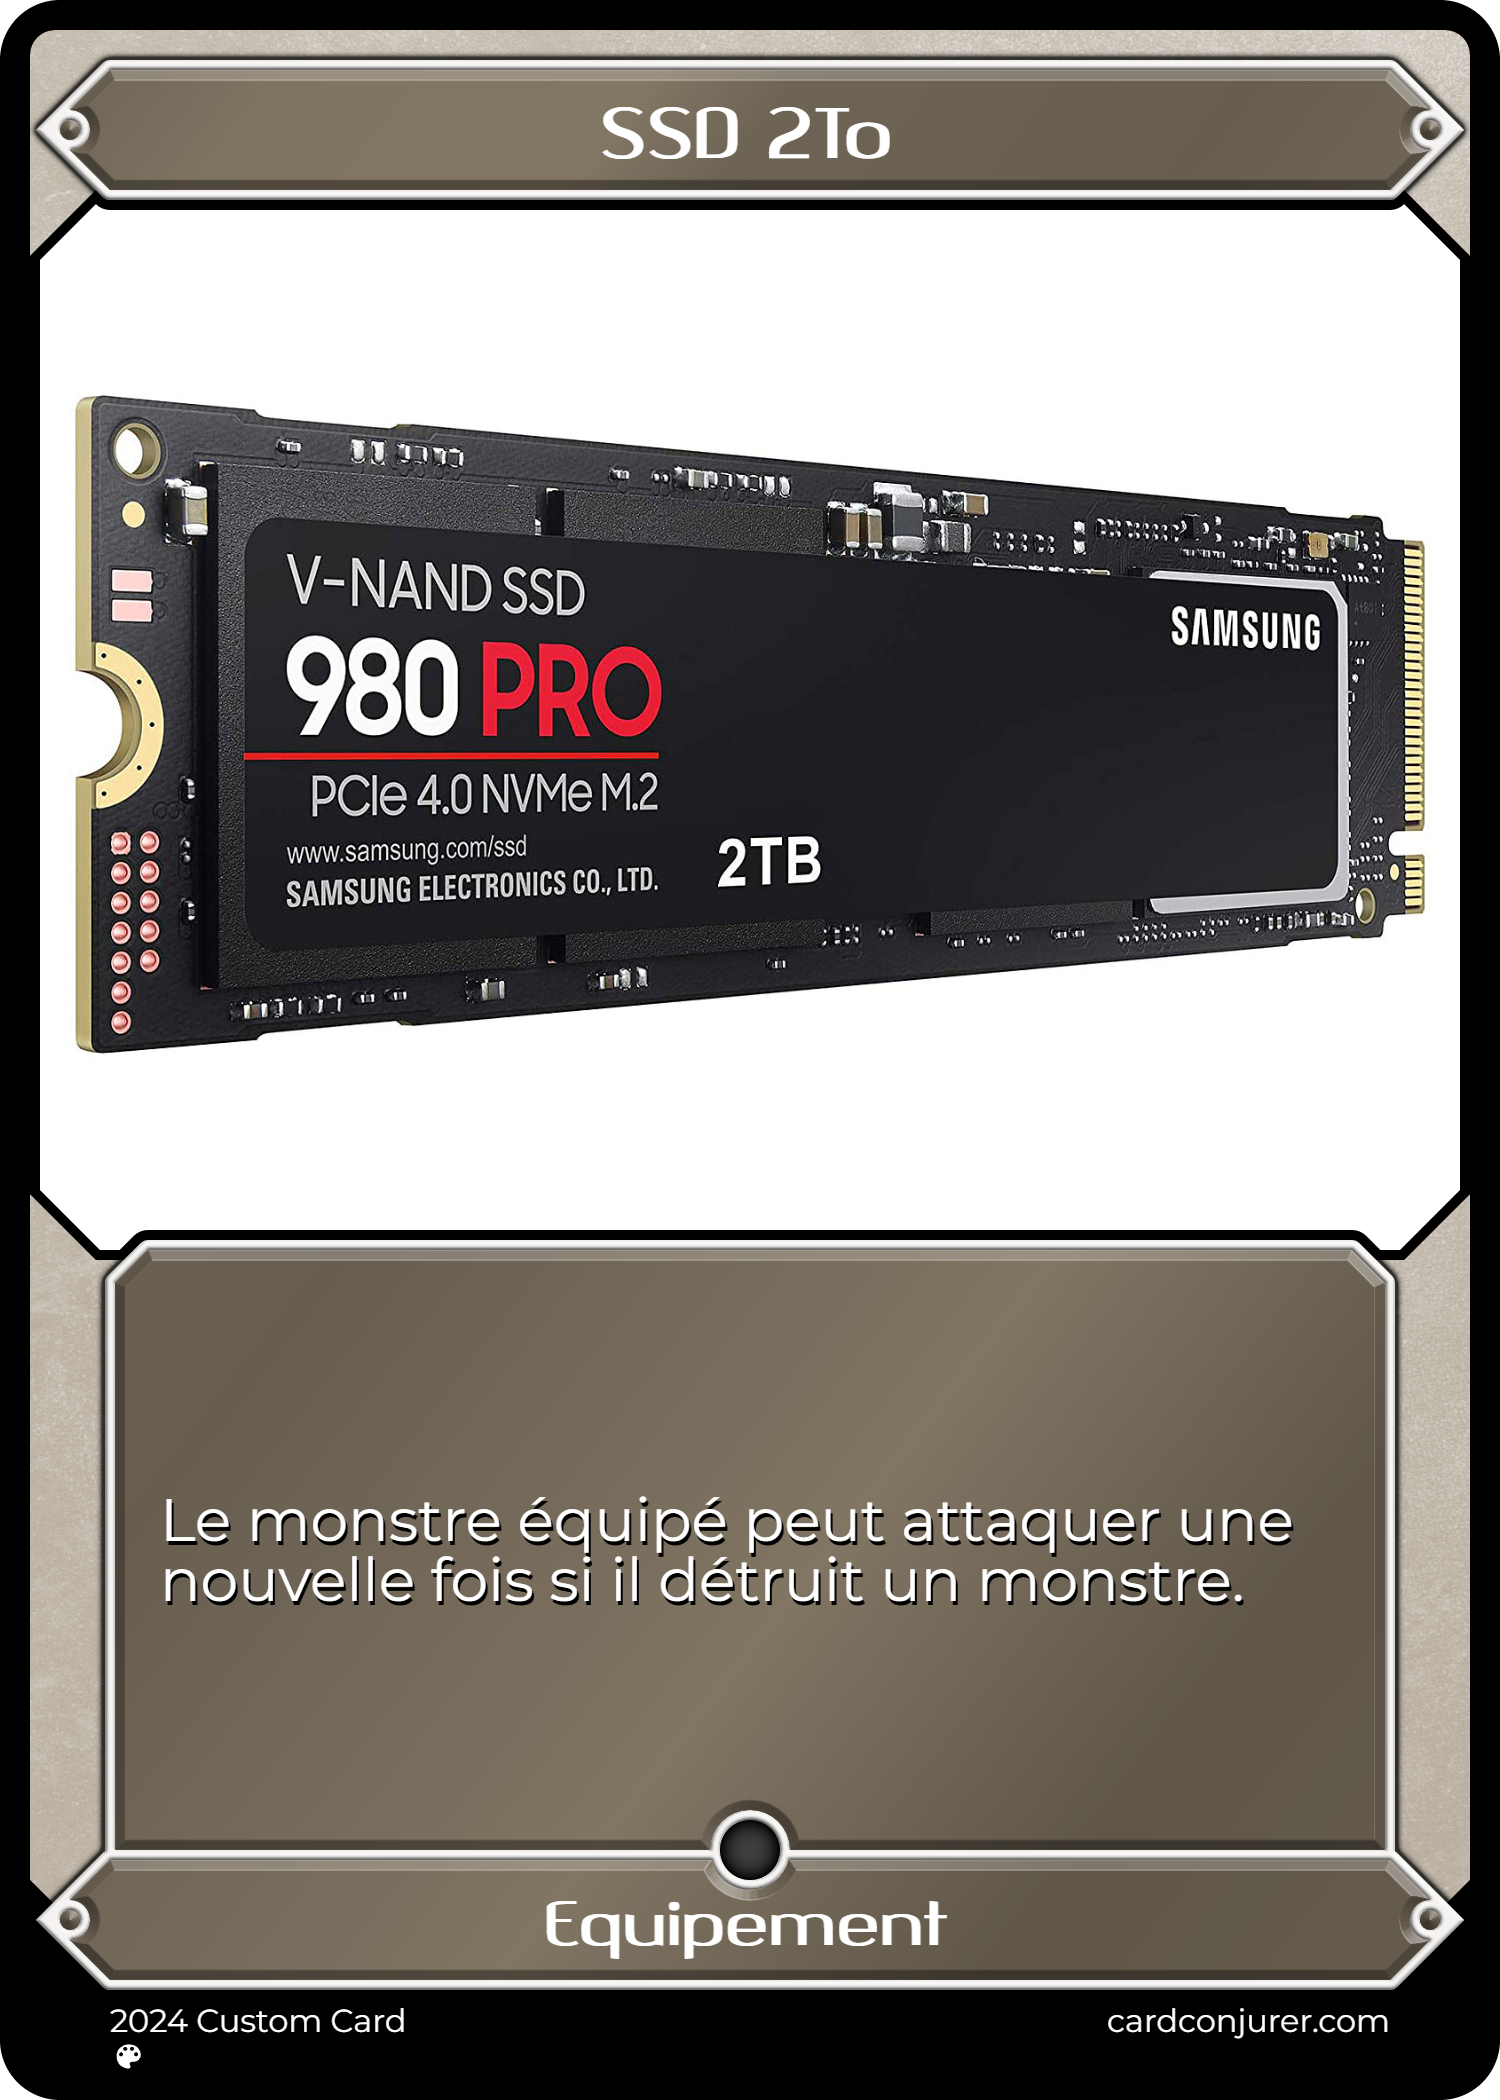 SSD 2To
V-NAND SSD
980 PRO
SAMSUNG
PCIe 4.0 NVMe M.2
www.samsung.com/ssd
SAMSUNG ELECTRONICS CO., LTD.
2TB
Le monstre équipé peut attaquer une
nouvelle fois si il détruit un monstre.
Equipement
2024 Custom Card
cardconjurer.com